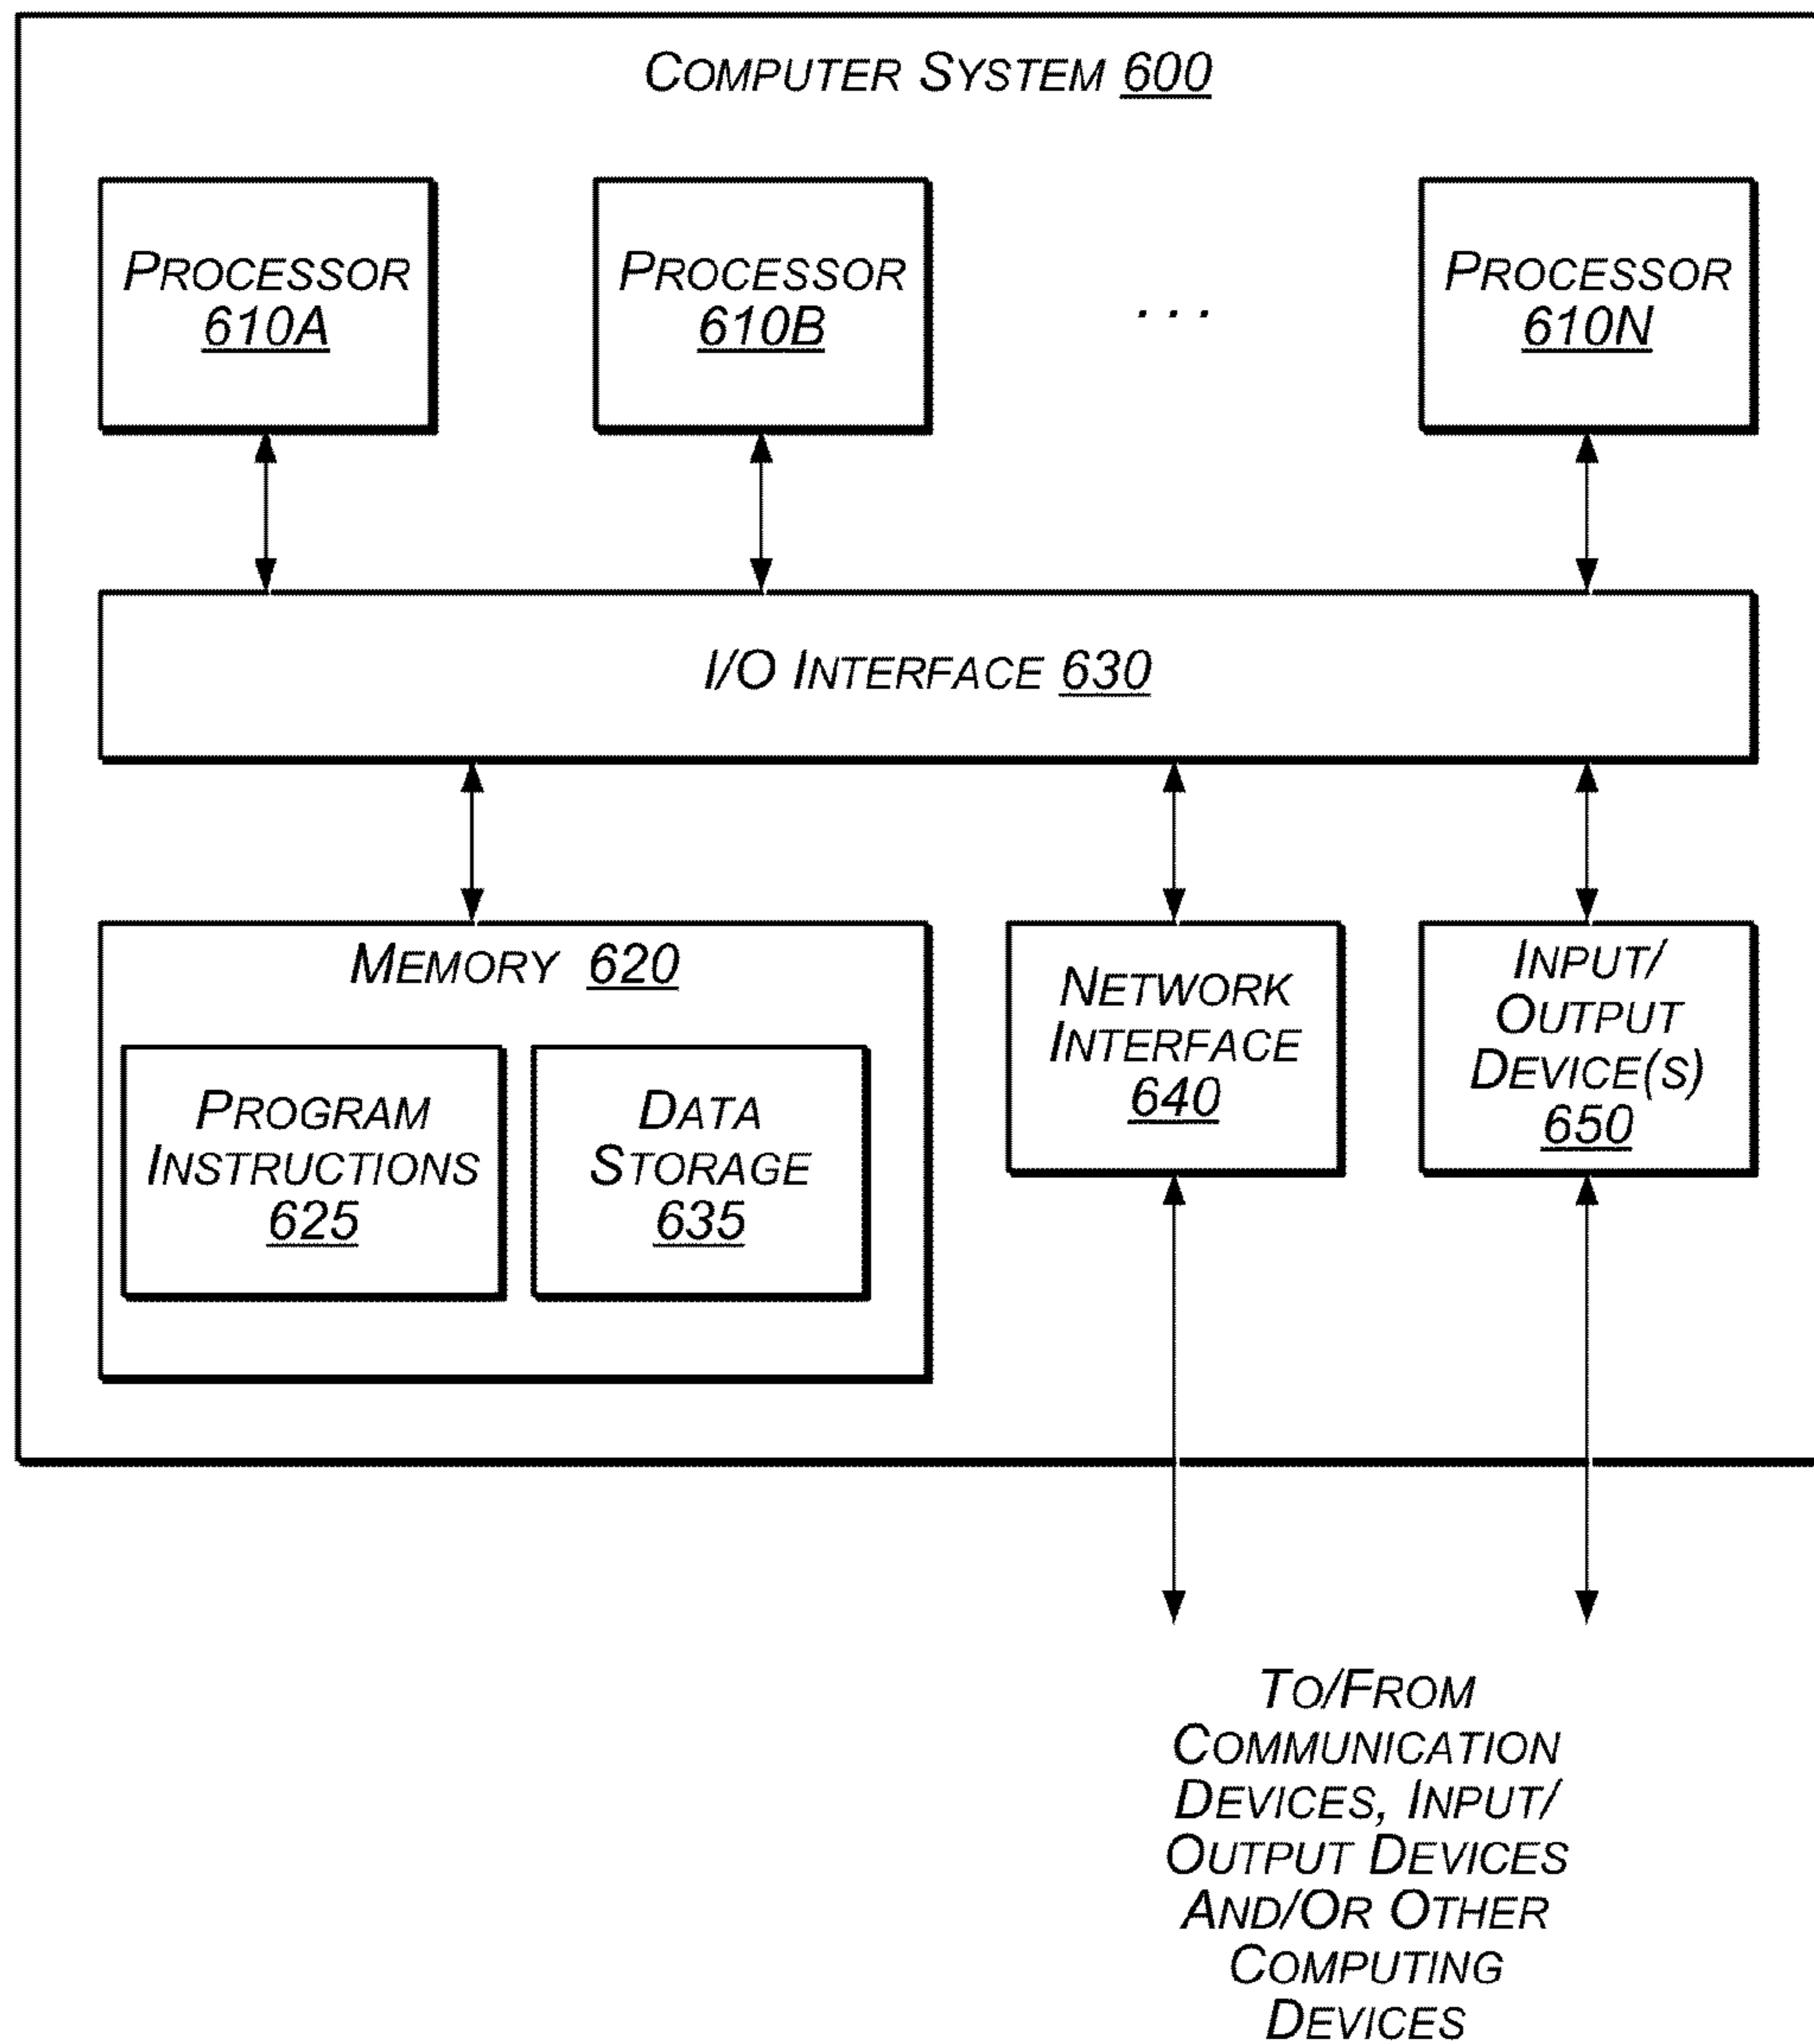 COMPUTER SYSTEM 600
PROCESSOR
610A
PROCESSOR
610B
. . .
PROCESSOR
610N
I/O INTERFACE 630
MEMORY 620
PROGRAM
INSTRUCTIONS
625
DATA
STORAGE
635
NETWORK
INTERFACE
640
INPUT/
OUTPUT
DEVICE(S)
650
TO/FROM
COMMUNICATION
DEVICES, INPUT/
OUTPUT DEVICES
AND/OR OTHER
COMPUTING
DEVICES